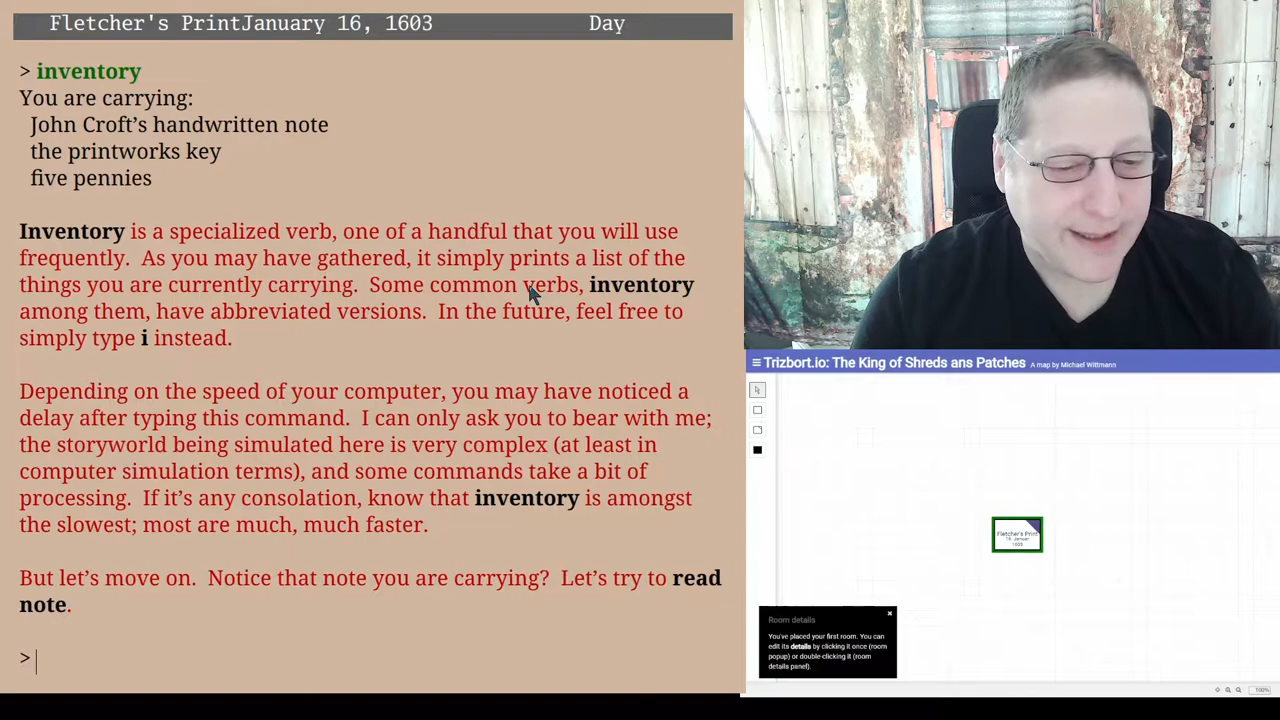 Fletcher's PrintJanuary 16, 1603 Day
> inventory
You are carrying:
John Croft's handwritten note
the printworks key
five pennies
Inventory is a specialized verb, one of a handful that you will use
frequently. As you may have gathered, it simply prints a list of the
things you are currently carrying. Some common verbs, inventory
among them, have abbreviated versions. In the future, feel free to
simply type i instead.
Depending on the speed of your computer, you may have noticed a
delay after typing this command. I can only ask you to bear with me;
the storyworld being simulated here is very complex (at least in
computer simulation terms), and some commands take a bit of
processing. If it's any consolation, know that inventory is amongst
the slowest; most are much, much faster.
But let's move on. Notice that note you are carrying? Let's try to read
note.
>
Trizbort.io: The King of Shreds ans Patches A map by Michael Wittmann
Fletcher's Print
16. Januar
1603
Room details
You've placed your first room. You can
edit its details by clicking it once (room
popup) or double-clicking it (room
details panel).
100%